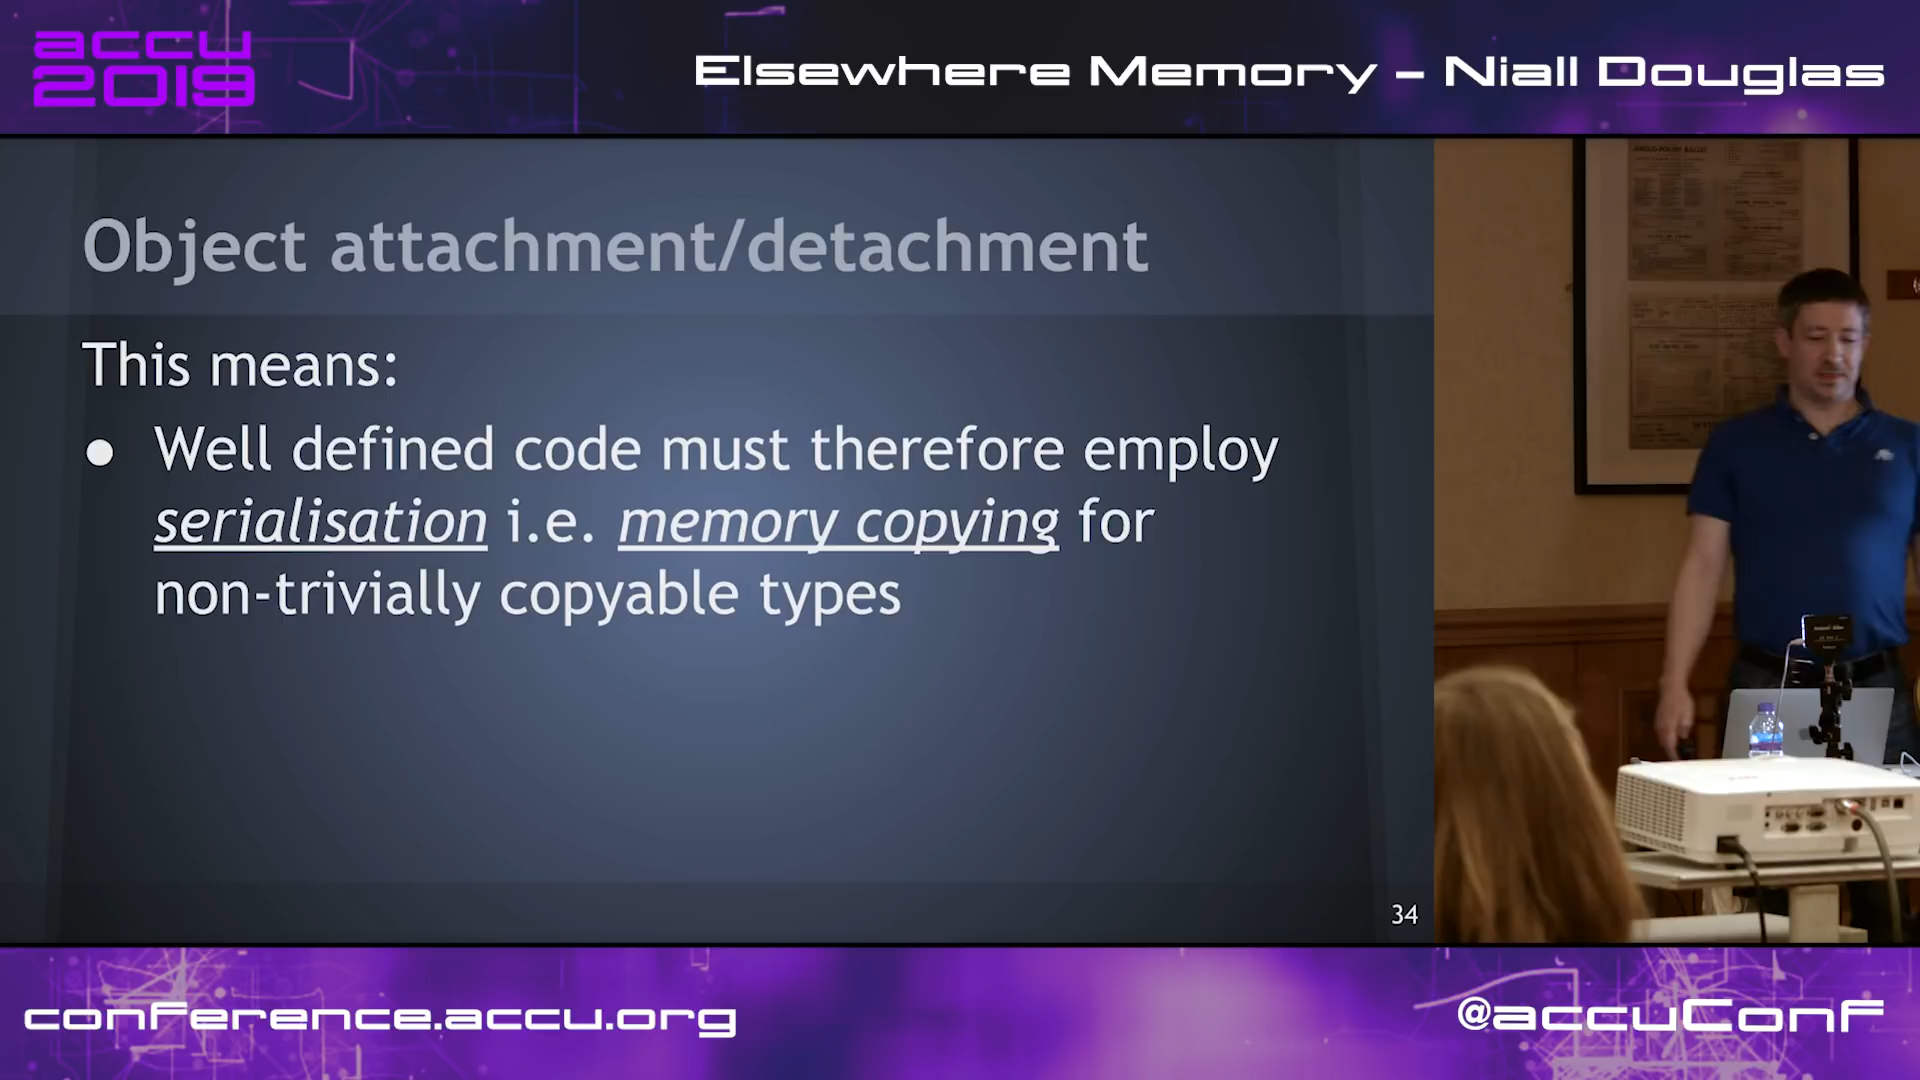 accu
2019
Elsewhere Memory – Niall Douglas
Object attachment/detachment
This means:
● Well defined code must therefore employ
serialisation i.e. memory copying for
non-trivially copyable types
34
conference.accu.org
@accuConf